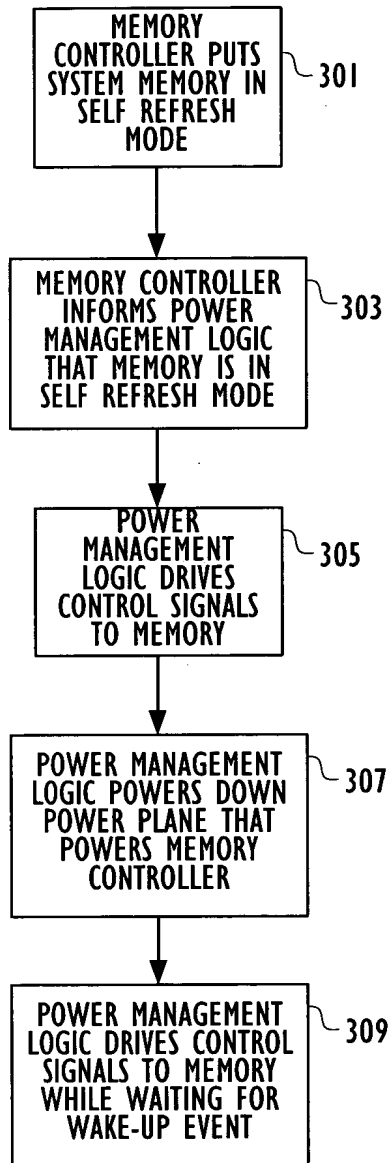 MEMORY
CONTROLLER PUTS
SYSTEM MEMORY IN
SELF REFRESH
MODE
301
MEMORY CONTROLLER
INFORMS POWER
MANAGEMENT LOGIC
THAT MEMORY IS IN
SELF REFRESH MODE
303
POWER
MANAGEMENT
LOGIC DRIVES
CONTROL SIGNALS
TO MEMORY
305
POWER MANAGEMENT
LOGIC POWERS DOWN
POWER PLANE THAT
POWERS MEMORY
CONTROLLER
307
POWER MANAGEMENT
LOGIC DRIVES CONTROL
SIGNALS TO MEMORY
WHILE WAITING FOR
WAKE-UP EVENT
309